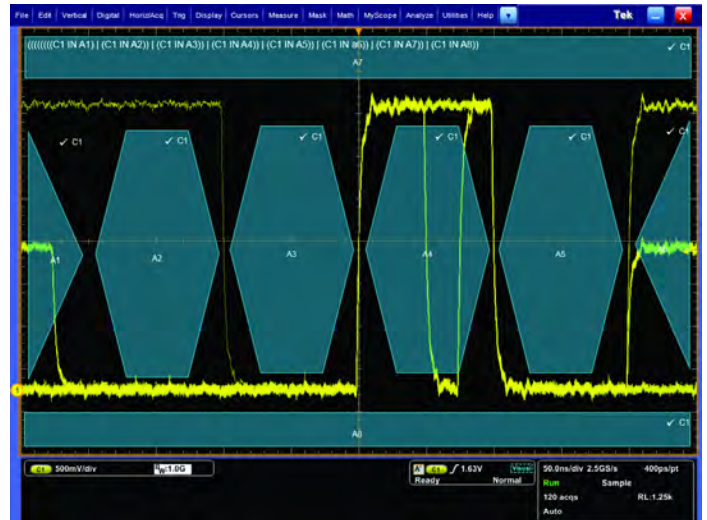 File Edit Vertical Digital Horiz/Acq Trig Display Cursors Measure Mask Math MyScope Analyze Utilities Help Tek X
((((((((C1 IN A1) | (C1 IN A2)) | (C1 IN A3)) | (C1 IN A4)) | (C1 IN A5)) | (C1 IN a6)) | (C1 IN A7)) | (C1 IN A8)) ✓ C1
A7
✓ C1 ✓ C1 ✓ C1 ✓ C1 ✓ C1 ✓ C1
A1 A2 A3 A4 A5
1
✓ C1
A8
C1 500mV/div BW:1.0G
A' C1 1.63V
Ready Normal
50.0ns/div 2.5GS/s 400ps/pt
Run Sample
120 acqs RL:1.25k
Auto